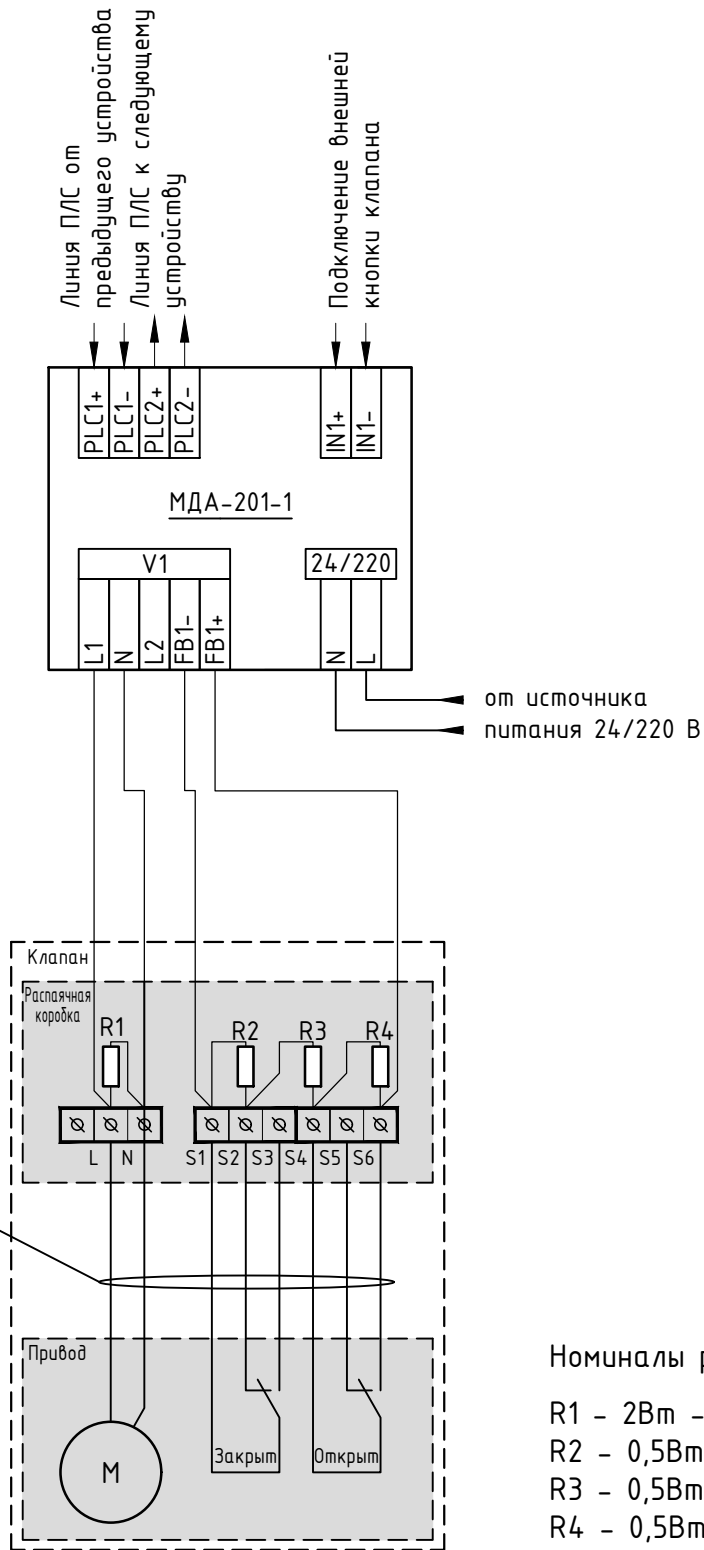 Линия ПЛС от
предыдущего устройства
Линия ПЛС к следующему
устройству
Подключение внешней
кнопки клапана
PLC1+
PLC1-
PLC2+
PLC2-
IN1+
IN1-
МДА-201-1
V1
24/220
L1
N
L2
FB1-
FB1+
N
L
от источника
питания 24/220 В
Клапан
Распаячная
коробка
R1
R2
R3
R4
L
N
S1
S2
S3
S4
S5
S6
Привод
M
Закрыт
Открыт
Номиналы
R1 - 2Вт -
R2 - 0,5Вт
R3 - 0,5Вт
R4 - 0,5Вт